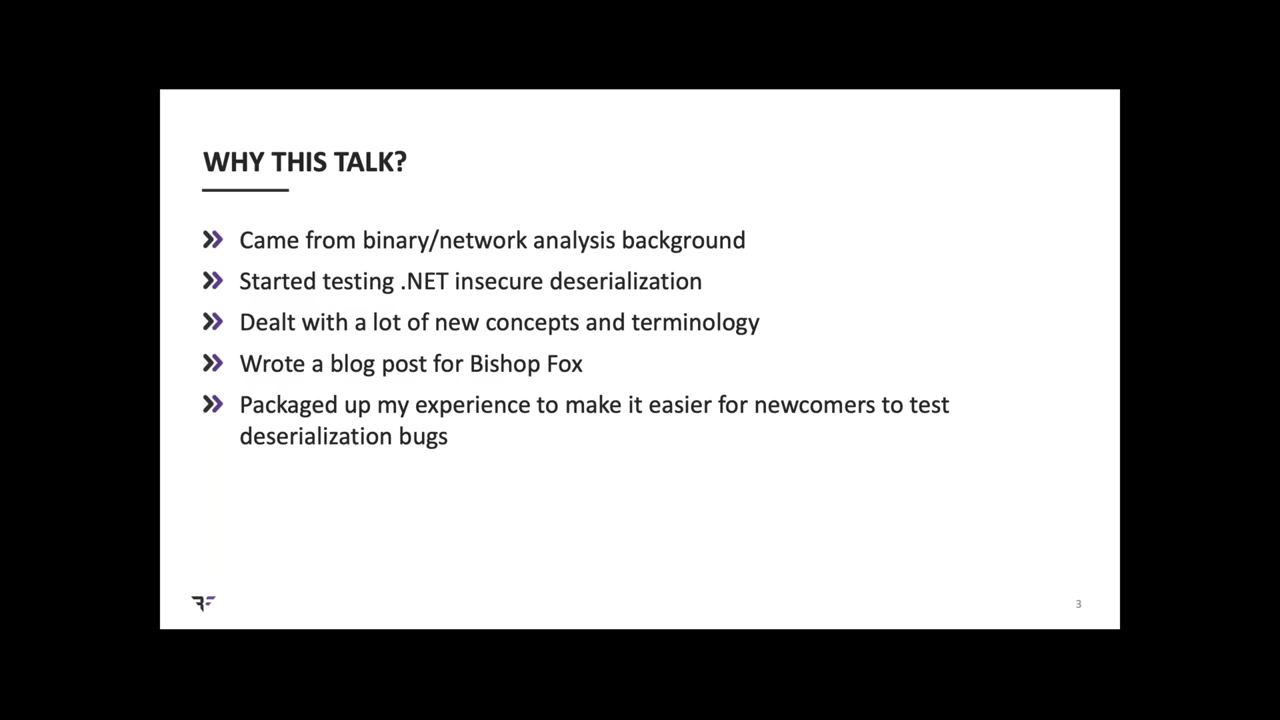 WHY THIS TALK?
Came from binary/network analysis background
Started testing .NET insecure deserialization
Dealt with a lot of new concepts and terminology
Wrote a blog post for Bishop Fox
Packaged up my experience to make it easier for newcomers to test
deserialization bugs
3